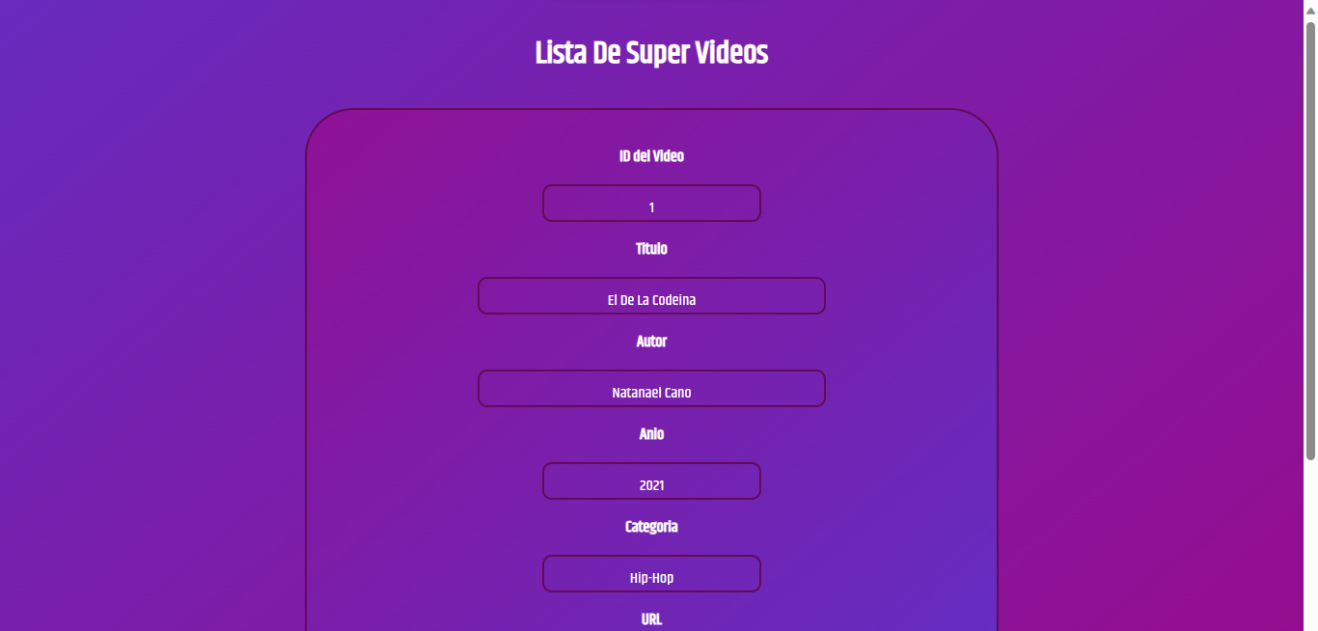 Lista De Super Videos
ID del Video
1
Titulo
El De La Codeina
Autor
Natanael Cano
Anio
2021
Categoria
Hip-Hop
URL